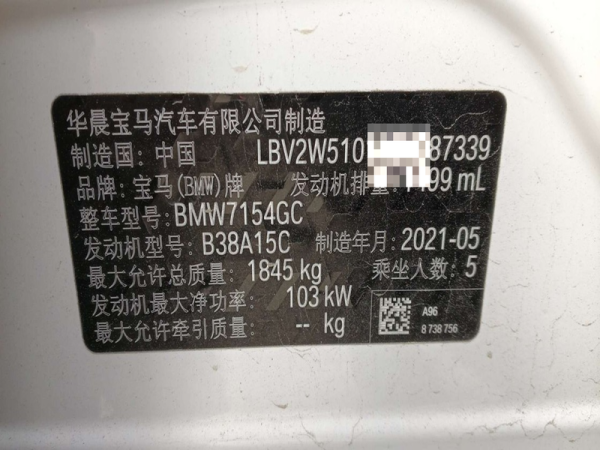 华晨宝马汽车有限公司制造
制造国: 中国 LBV2W510 87339
品牌: 宝马(BMW)牌 发动机排量: 99 mL
整车型号: BMW7154GC
发动机型号: B38A15C 制造年月: 2021-05
最大允许总质量: 1845 kg 乘坐人数: 5
发动机最大净功率: 103 kW
最大允许牵引质量: -- kg
A96
8 738 756